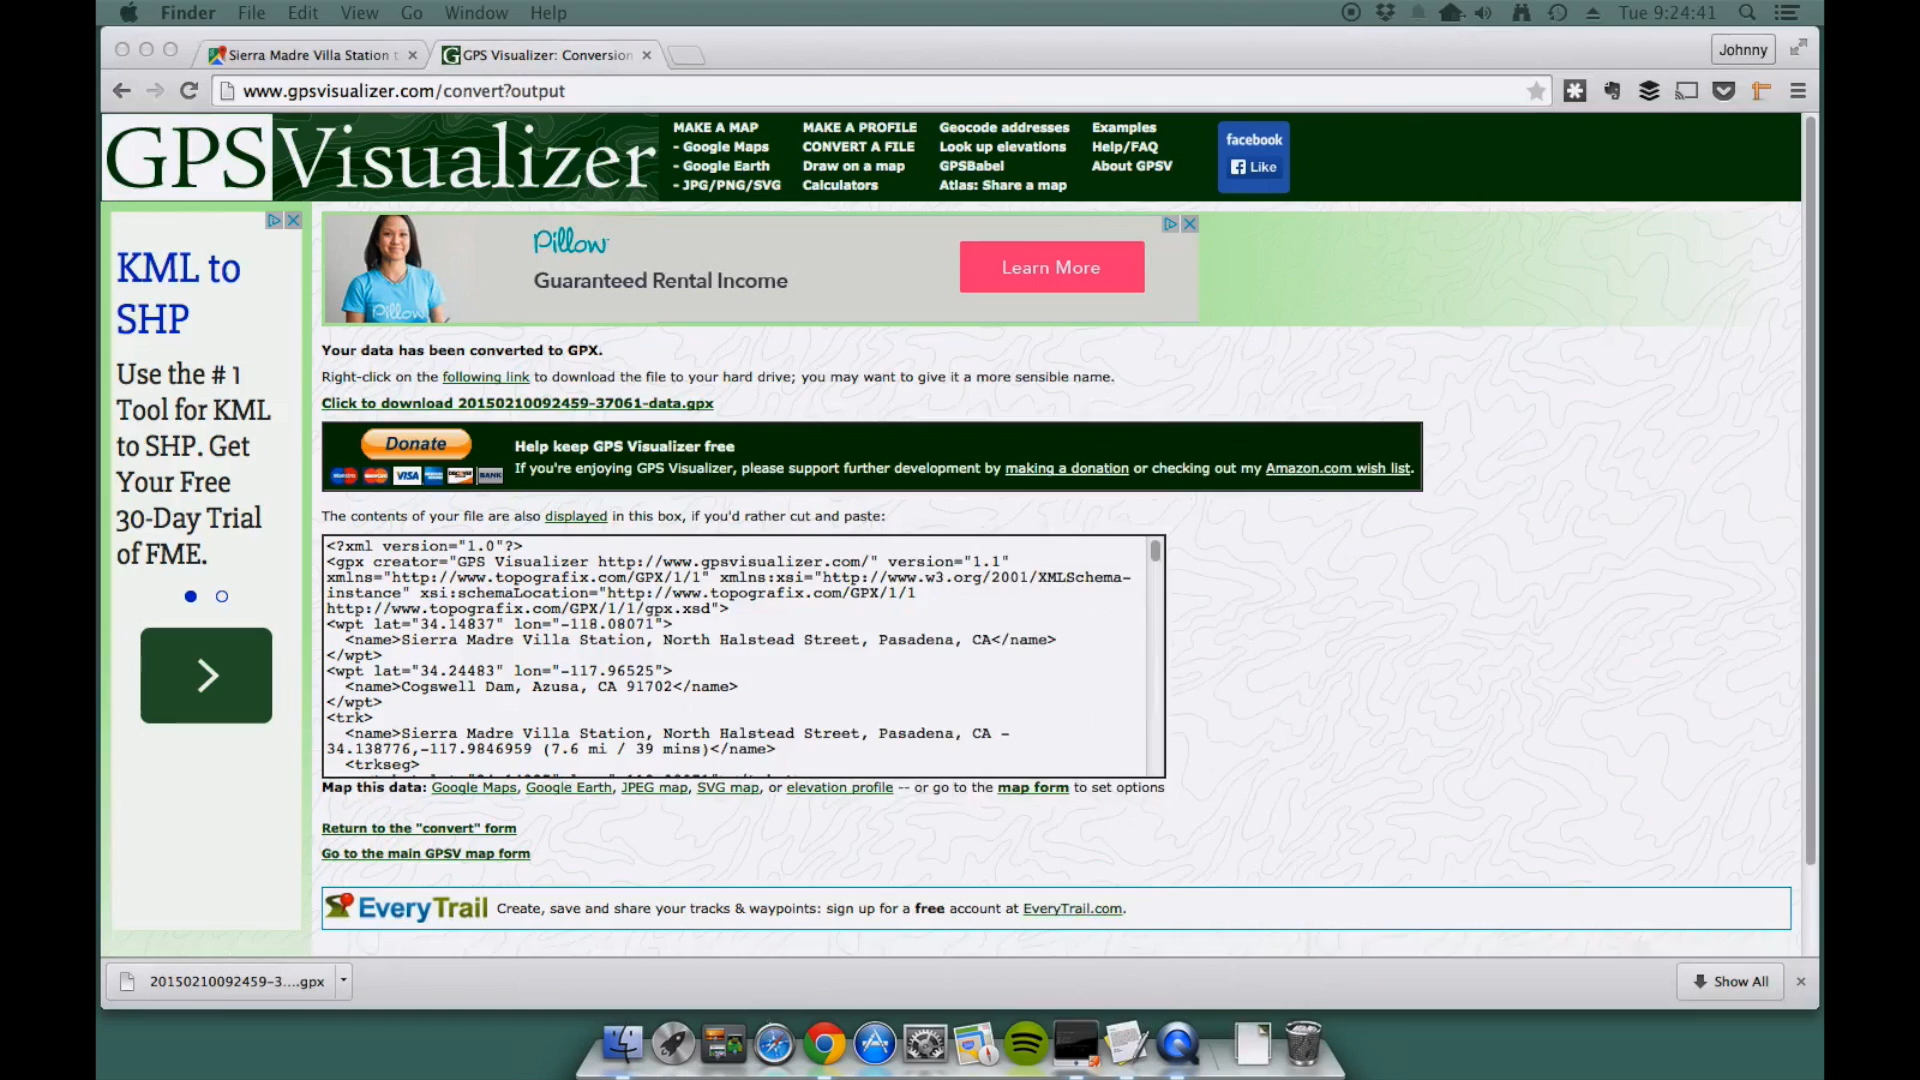 Finder File Edit View Go Window Help
Tue 9:24:41
Sierra Madre Villa Station t
GPS Visualizer: Conversion
Johnny
www.gpsvisualizer.com/convert?output
GPSVisualizer
MAKE A MAP
- Google Maps
- Google Earth
- JPG/PNG/SVG
MAKE A PROFILE
CONVERT A FILE
Draw on a map
Calculators
Geocode addresses
Look up elevations
GPSBabel
Atlas: Share a map
Examples
Help/FAQ
About GPSV
facebook
Like
KML to
SHP
Use the # 1
Tool for KML
to SHP. Get
Your Free
30-Day Trial
of FME.
Pillow
Guaranteed Rental Income
Learn More
Pillow
Your data has been converted to GPX.
Right-click on the following link to download the file to your hard drive; you may want to give it a more sensible name.
Click to download 20150210092459-37061-data.gpx
Donate
VISA
DISCOVER
BANK
Help keep GPS Visualizer free
If you're enjoying GPS Visualizer, please support further development by making a donation or checking out my Amazon.com wish list.
The contents of your file are also displayed in this box, if you'd rather cut and paste:
<?xml version="1.0"?>
<gpx creator="GPS Visualizer http://www.gpsvisualizer.com/" version="1.1"
xmlns="http://www.topografix.com/GPX/1/1" xmlns:xsi="http://www.w3.org/2001/XMLSchema-
instance" xsi:schemaLocation="http://www.topografix.com/GPX/1/1
http://www.topografix.com/GPX/1/1/gpx.xsd">
<wpt lat="34.14837" lon="-118.08071">
<name>Sierra Madre Villa Station, North Halstead Street, Pasadena, CA</name>
</wpt>
<wpt lat="34.24483" lon="-117.96525">
<name>Cogswell Dam, Azusa, CA 91702</name>
</wpt>
<trk>
<name>Sierra Madre Villa Station, North Halstead Street, Pasadena, CA -
34.138776,-117.9846959 (7.6 mi / 39 mins)</name>
<trkseg>
Map this data: Google Maps, Google Earth, JPEG map, SVG map, or elevation profile -- or go to the map form to set options
Return to the "convert" form
Go to the main GPSV map form
EveryTrail
Create, save and share your tracks & waypoints: sign up for a free account at EveryTrail.com.
20150210092459-3....gpx
Show All